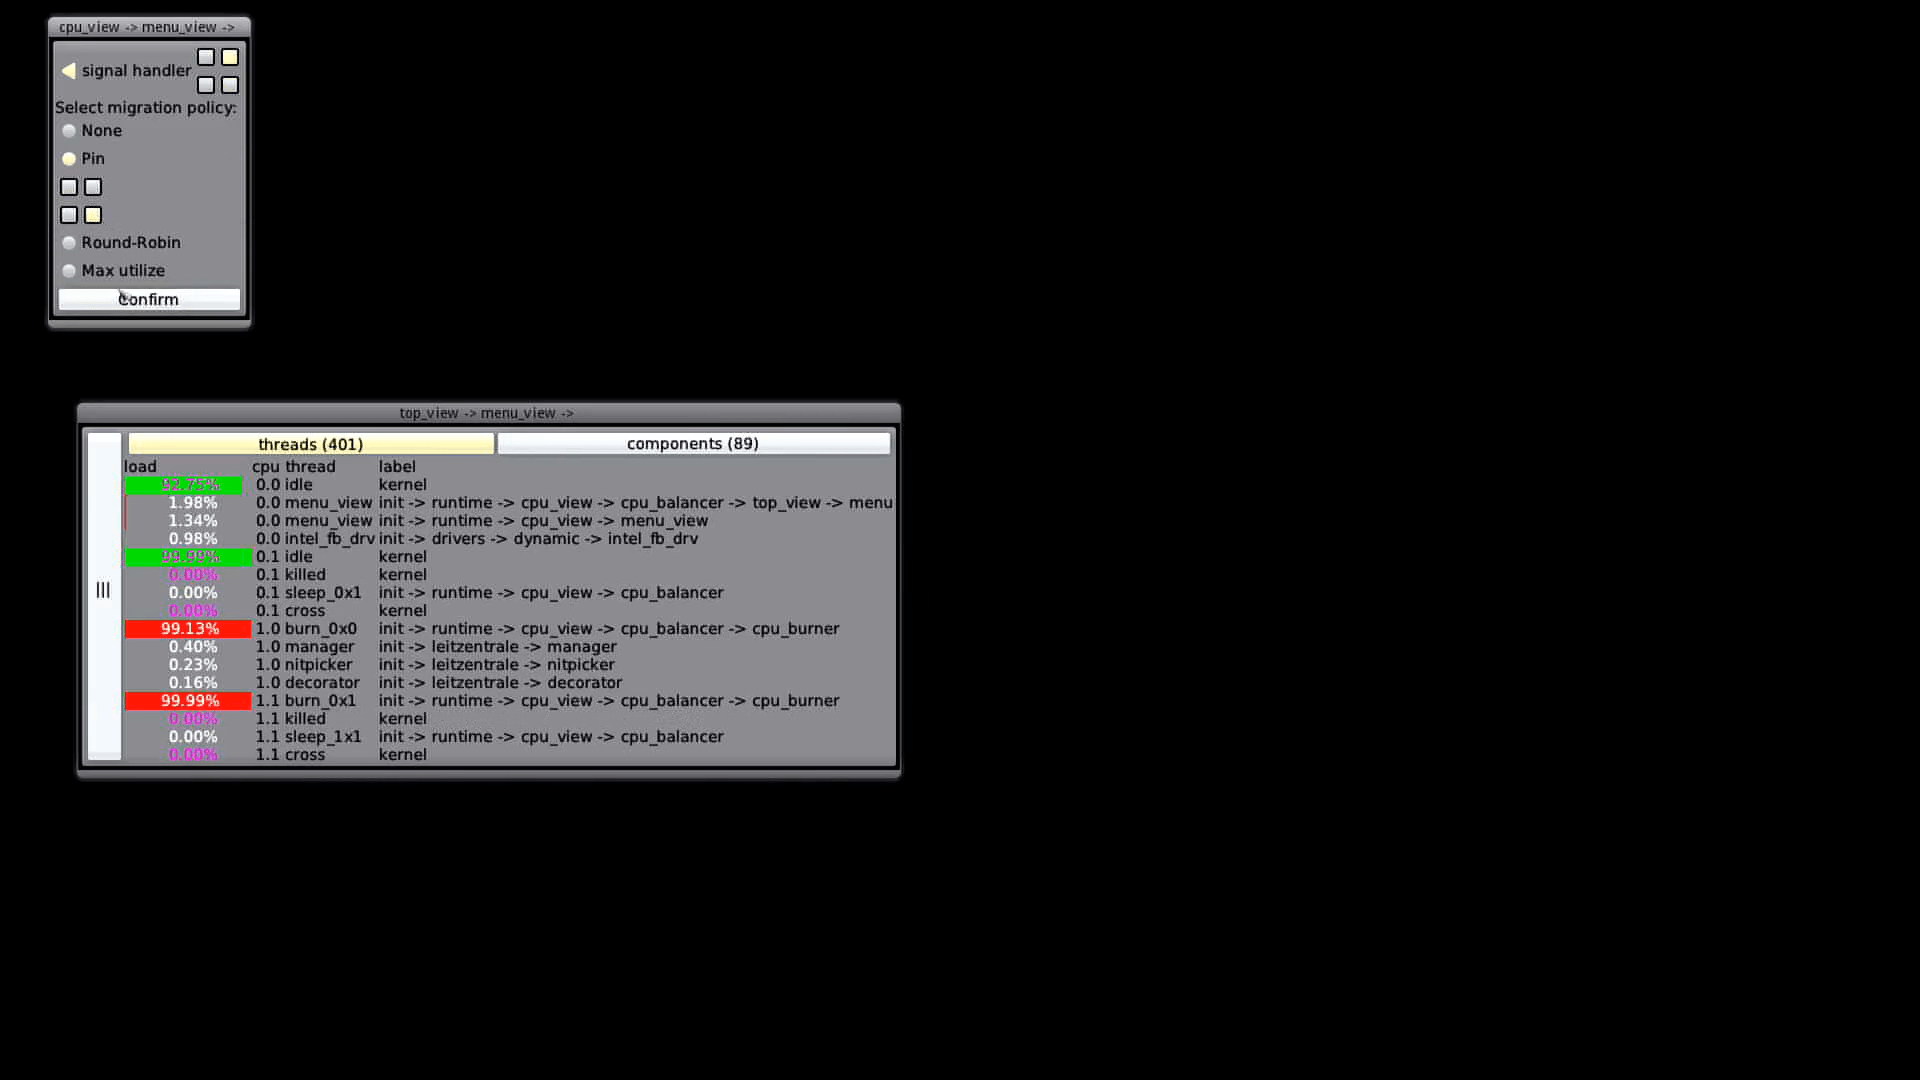 cpu_view -> menu_view ->
signal handler
Select migration policy:
None
Pin
Round-Robin
Max utilize
Confirm
top_view -> menu_view ->
threads (401) components (89)
load cpu thread label
92.75% 0.0 idle kernel
1.98% 0.0 menu_view init -> runtime -> cpu_view -> cpu_balancer -> top_view -> menu
1.34% 0.0 menu_view init -> runtime -> cpu_view -> menu_view
0.98% 0.0 intel_fb_drv init -> drivers -> dynamic -> intel_fb_drv
99.99% 0.1 idle kernel
0.00% 0.1 killed kernel
0.00% 0.1 sleep_0x1 init -> runtime -> cpu_view -> cpu_balancer
0.00% 0.1 cross kernel
99.13% 1.0 burn_0x0 init -> runtime -> cpu_view -> cpu_balancer -> cpu_burner
0.40% 1.0 manager init -> leitzentrale -> manager
0.23% 1.0 nitpicker init -> leitzentrale -> nitpicker
0.16% 1.0 decorator init -> leitzentrale -> decorator
99.99% 1.1 burn_0x1 init -> runtime -> cpu_view -> cpu_balancer -> cpu_burner
0.00% 1.1 killed kernel
0.00% 1.1 sleep_1x1 init -> runtime -> cpu_view -> cpu_balancer
0.00% 1.1 cross kernel